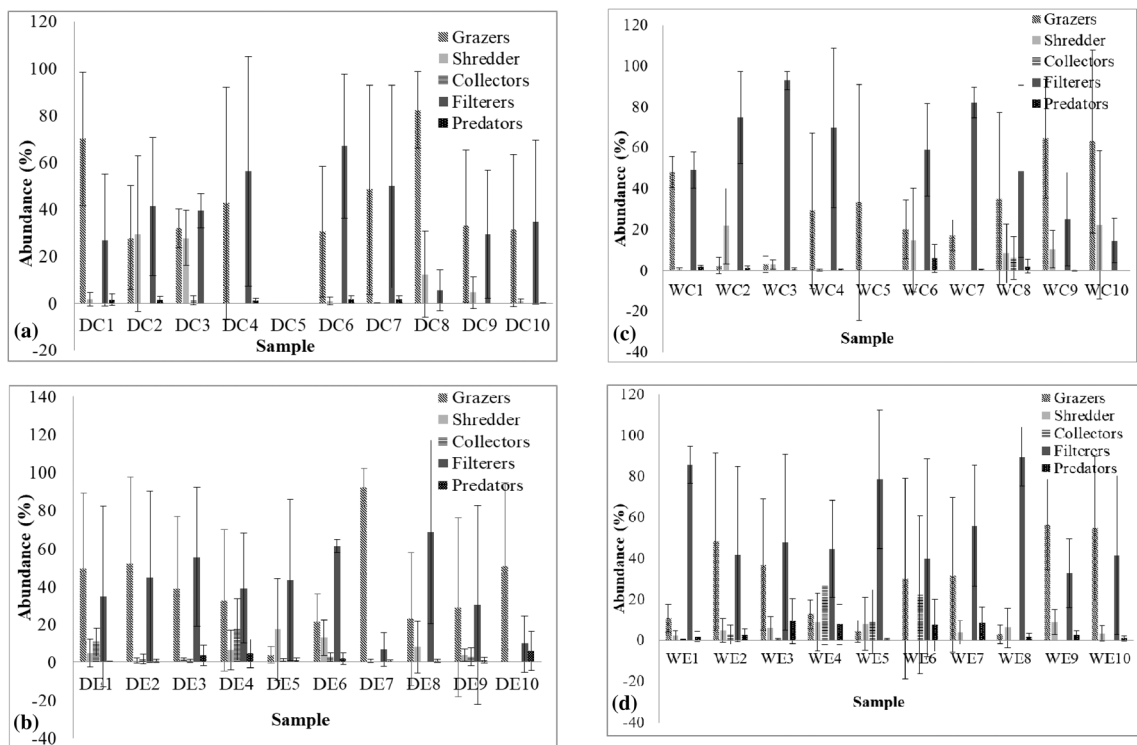 120
100
80
60
40
20
0
-20
Abundance (%)
Grazers
Shredder
Collectors
Filterers
Predators
DC1 DC2 DC3 DC4 DC5 DC6 DC7 DC8 DC9 DC10
Sample
(a)
120
100
80
60
40
20
0
-20
-40
Abundance (%)
Grazers
Shredder
Collectors
Filterers
Predators
WC1 WC2 WC3 WC4 WC5 WC6 WC7 WC8 WC9 WC10
Sample
(c)
140
120
100
80
60
40
20
0
-20
-40
Abundance (%)
Grazers
Shredder
Collectors
Filterers
Predators
DE1 DE2 DE3 DE4 DE5 DE6 DE7 DE8 DE9 DE10
Sample
(b)
120
100
80
60
40
20
0
-20
-40
Abundance (%)
Grazers
Shredder
Collectors
Filterers
Predators
WE1 WE2 WE3 WE4 WE5 WE6 WE7 WE8 WE9 WE10
Sample
(d)